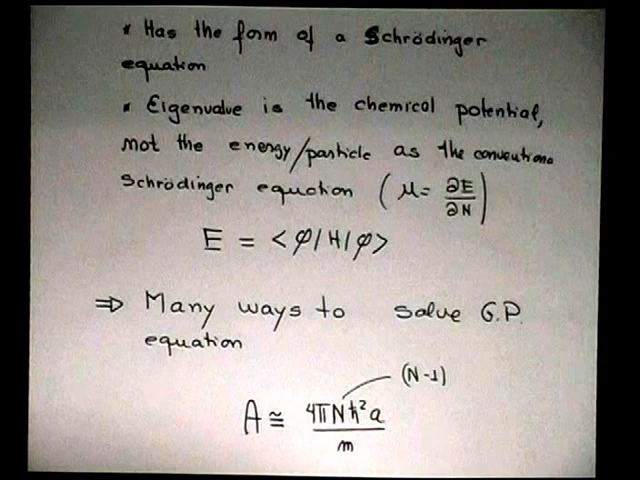 * Has the form of a Schrödinger
equation
* Eigenvalue is the chemical potential,
not the energy/particle as the conventiona
Schrödinger equation (μ = ∂E/∂N)
E = <φ|H|φ>
⇒ Many ways to solve G.P.
equation
(N-1)
A ≅ 4πNħ²a/m